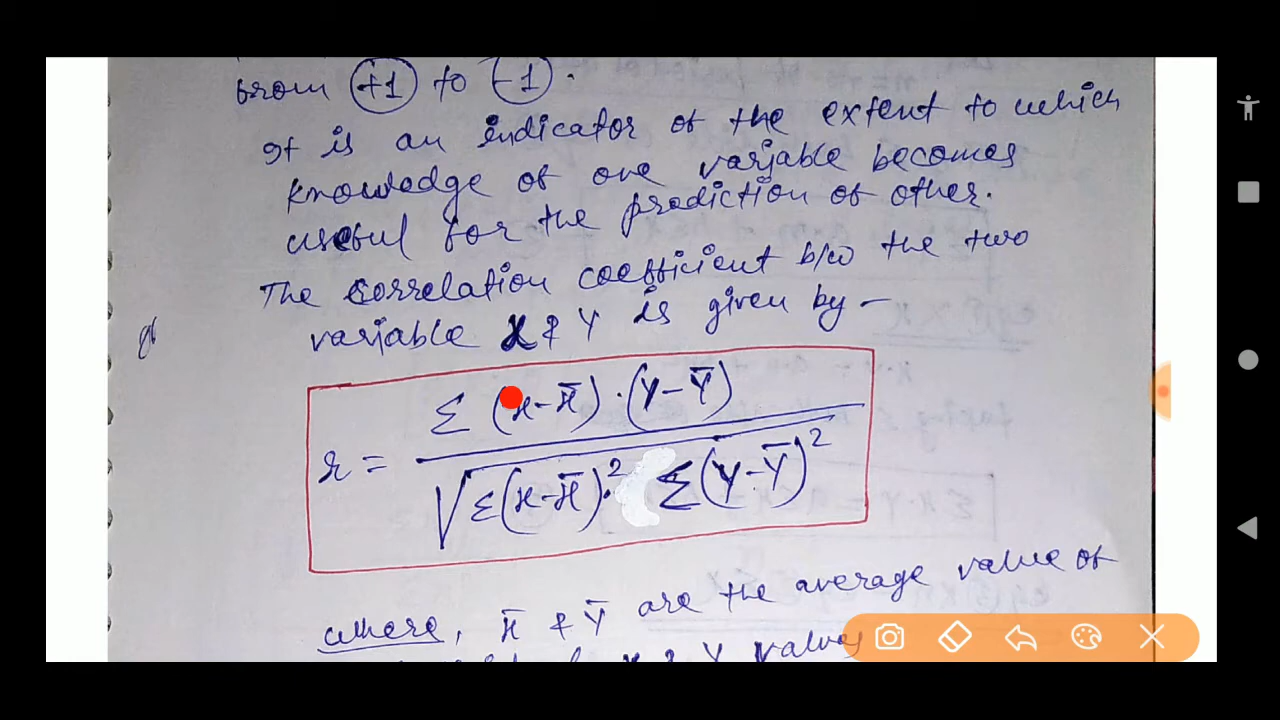 from +1 to -1.
It is an indicator of the extent to which
knowledge of one variable becomes
useful for the prediction of other.
The correlation coefficient b/w the two
variable X & Y is given by —
r = Σ (x-x̄)·(y-ȳ) / √Σ(x-x̄)².Σ(y-ȳ)²
where, x̄ & ȳ are the average value of
x & y values